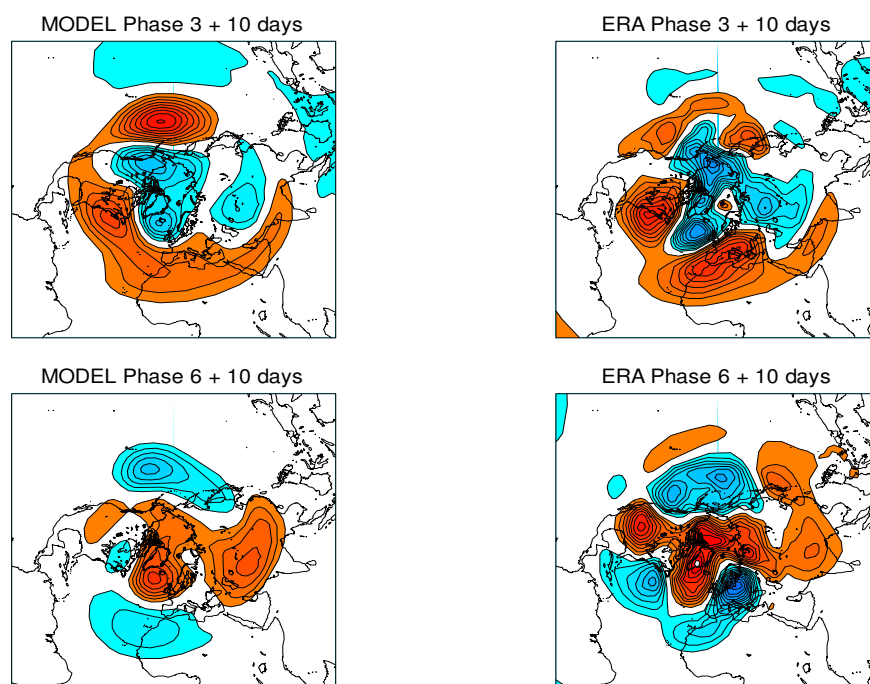 MODEL Phase 3 + 10 days
ERA Phase 3 + 10 days
MODEL Phase 6 + 10 days
ERA Phase 6 + 10 days